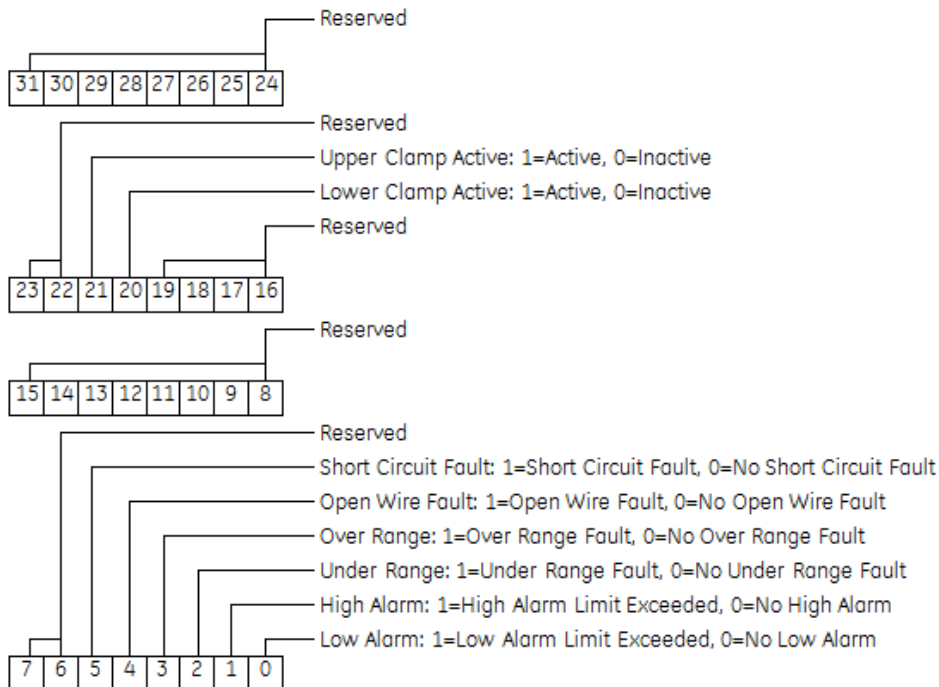 Reserved
31 30 29 28 27 26 25 24
Reserved
Upper Clamp Active: 1=Active, 0=Inactive
Lower Clamp Active: 1=Active, 0=Inactive
Reserved
23 22 21 20 19 18 17 16
Reserved
15 14 13 12 11 10 9 8
Reserved
Short Circuit Fault: 1=Short Circuit Fault, 0=No Short Circuit Fault
Open Wire Fault: 1=Open Wire Fault, 0=No Open Wire Fault
Over Range: 1=Over Range Fault, 0=No Over Range Fault
Under Range: 1=Under Range Fault, 0=No Under Range Fault
High Alarm: 1=High Alarm Limit Exceeded, 0=No High Alarm
Low Alarm: 1=Low Alarm Limit Exceeded, 0=No Low Alarm
7 6 5 4 3 2 1 0